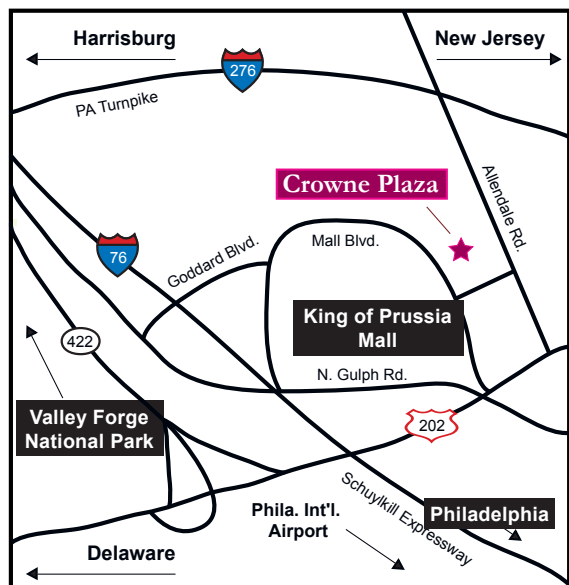 Harrisburg
New Jersey
276
PA Turnpike
Allendale Rd.
Crowne Plaza
76
Goddard Blvd.
Mall Blvd.
King of Prussia
Mall
422
N. Gulph Rd.
Valley Forge
National Park
202
Schuylkill Expressway
Phila. Int'l.
Airport
Philadelphia
Delaware